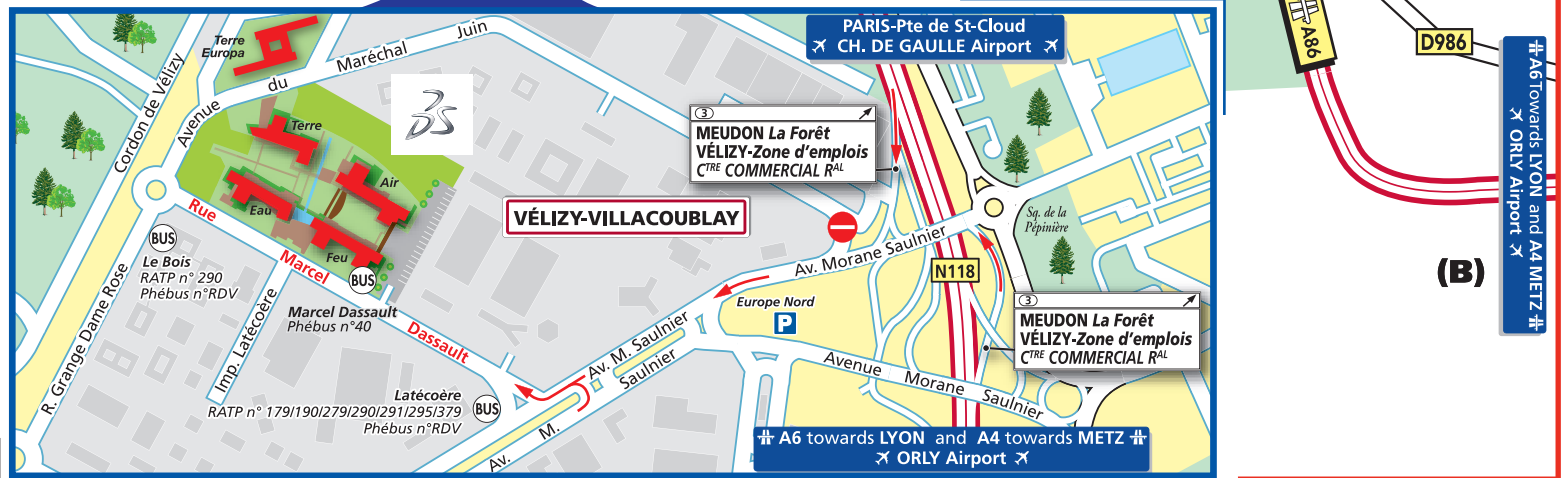 PARIS-Pte de St-Cloud
CH. DE GAULLE Airport
Terre
Europa
Cordon de Vélizy
Avenue du Maréchal Juin
3
MEUDON La Forêt
VÉLIZY-Zone d'emplois
CTRE COMMERCIAL RAL
Terre
Air
Eau
Feu
VÉLIZY-VILLACOUBLAY
Sq. de la
Pépinière
Rue Marcel Dassault
BUS
Le Bois
RATP n° 290
Phébus n°RDV
BUS
Marcel Dassault
Phébus n°40
Av. Morane Saulnier
N118
Europe Nord
P
3
MEUDON La Forêt
VÉLIZY-Zone d'emplois
CTRE COMMERCIAL RAL
R. Grange Dame Rose
Imp. Latécoère
Av. M. Saulnier
Av. M. Saulnier
Avenue Morane Saulnier
Latécoère
RATP n° 179/190/279/290/291/295/379
Phébus n°RDV
BUS
A6 towards LYON and A4 towards METZ
ORLY Airport
A86
D986
A6Towards LYON and A4 METZ
ORLY Airport
(B)